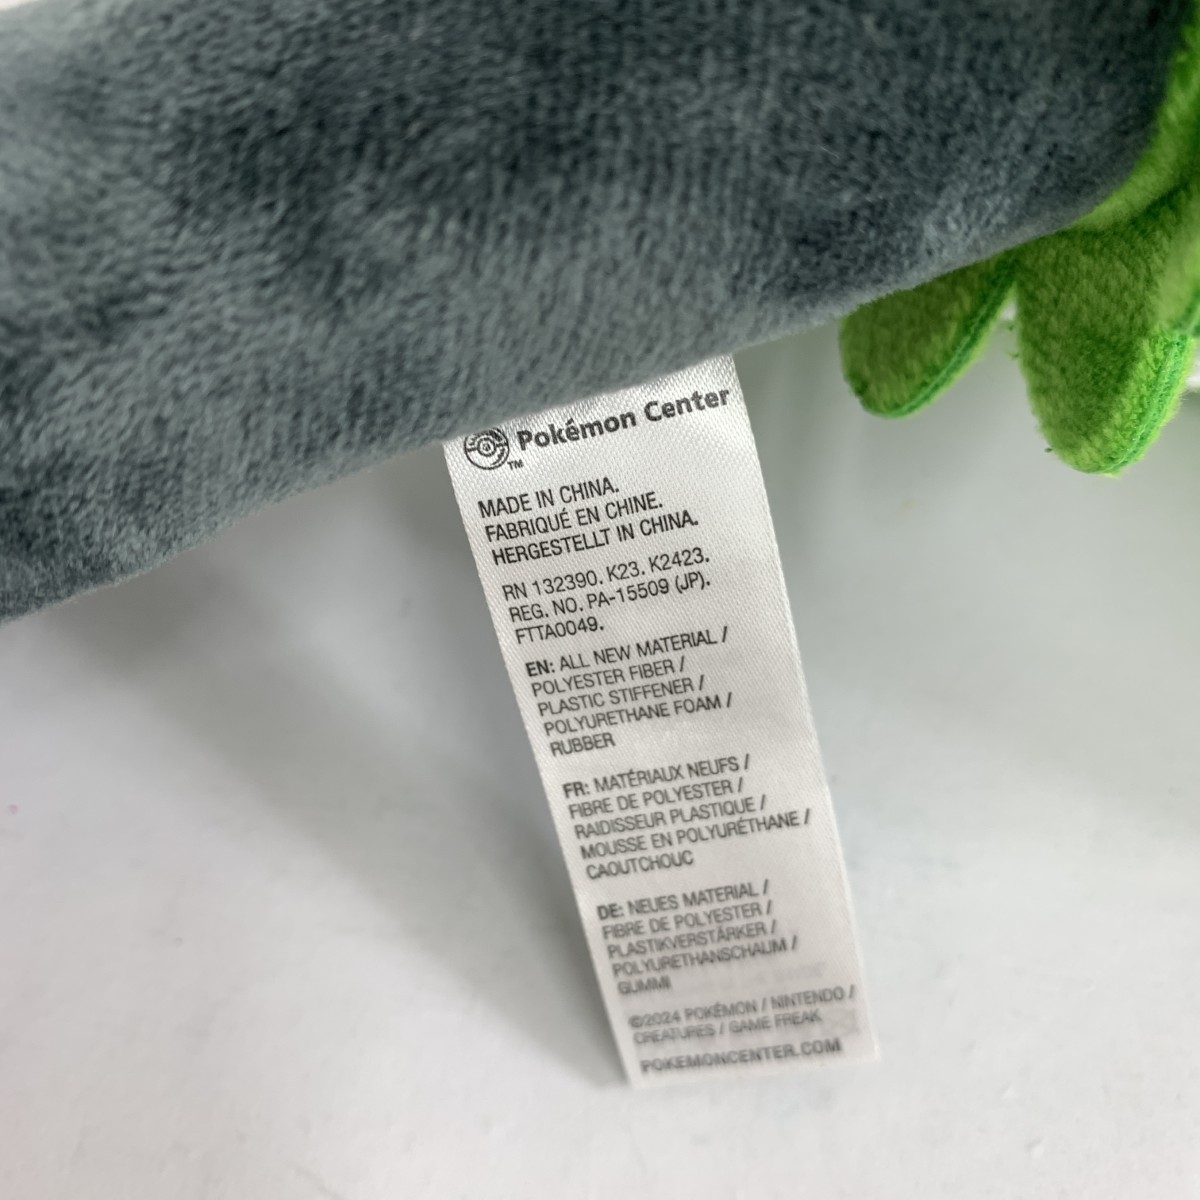 Pokémon Center
TM
MADE IN CHINA.
FABRIQUÉ EN CHINE.
HERGESTELLT IN CHINA.
RN 132390. K23. K2423.
REG. NO. PA-15509 (JP).
FTTA0049.
EN: ALL NEW MATERIAL /
POLYESTER FIBER /
PLASTIC STIFFENER /
POLYURETHANE FOAM /
RUBBER
FR: MATÉRIAUX NEUFS /
FIBRE DE POLYESTER /
RAIDISSEUR PLASTIQUE /
MOUSSE EN POLYURÉTHANE /
CAOUTCHOUC
DE: NEUES MATERIAL /
FIBRE DE POLYESTER /
PLASTIKVERSTÄRKER /
POLYURETHANSCHAUM /
GUMMI
©2024 POKÉMON / NINTENDO /
CREATURES / GAME FREAK
POKEMONCENTER.COM